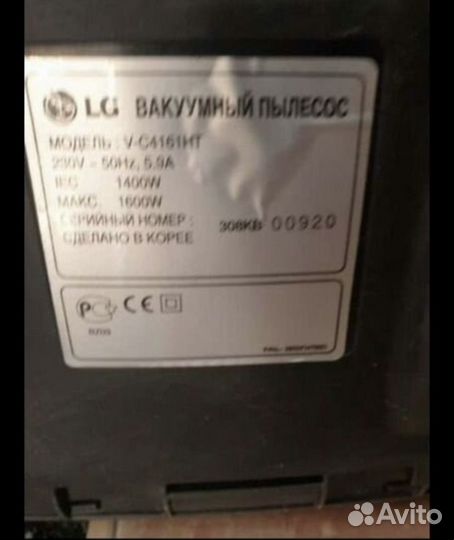 LG ВАКУУМНЫЙ ПЫЛЕСОС
МОДЕЛЬ : V-C4161HT
230V ~ 50Hz, 5.9A
IEC 1400W
МАКС. 1600W
СЕРИЙНЫЙ НОМЕР : 308KB 00920
СДЕЛАНО В КОРЕЕ
PC CE
Avito